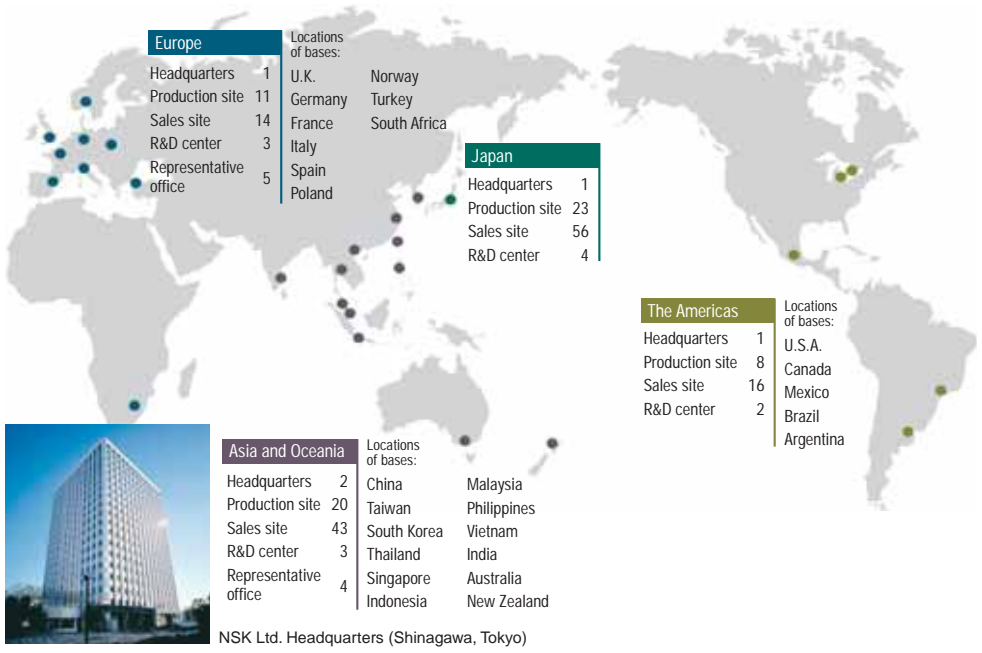 Europe
Headquarters 1
Production site 11
Sales site 14
R&D center 3
Representative
office 5
Locations
of bases:
U.K. Norway
Germany Turkey
France South Africa
Italy
Spain
Poland
Japan
Headquarters 1
Production site 23
Sales site 56
R&D center 4
The Americas
Headquarters 1
Production site 8
Sales site 16
R&D center 2
Locations
of bases:
U.S.A.
Canada
Mexico
Brazil
Argentina
Asia and Oceania
Headquarters 2
Production site 20
Sales site 43
R&D center 3
Representative
office 4
Locations
of bases:
China Malaysia
Taiwan Philippines
South Korea Vietnam
Thailand India
Singapore Australia
Indonesia New Zealand
NSK Ltd. Headquarters (Shinagawa, Tokyo)